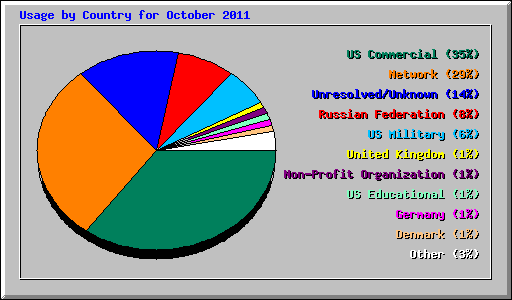 Usage by Country for October 2011
US Commercial (35%)
Network (29%)
Unresolved/Unknown (14%)
Russian Federation (8%)
US Military (6%)
United Kingdom (1%)
Non-Profit Organization (1%)
US Educational (1%)
Germany (1%)
Denmark (1%)
Other (3%)